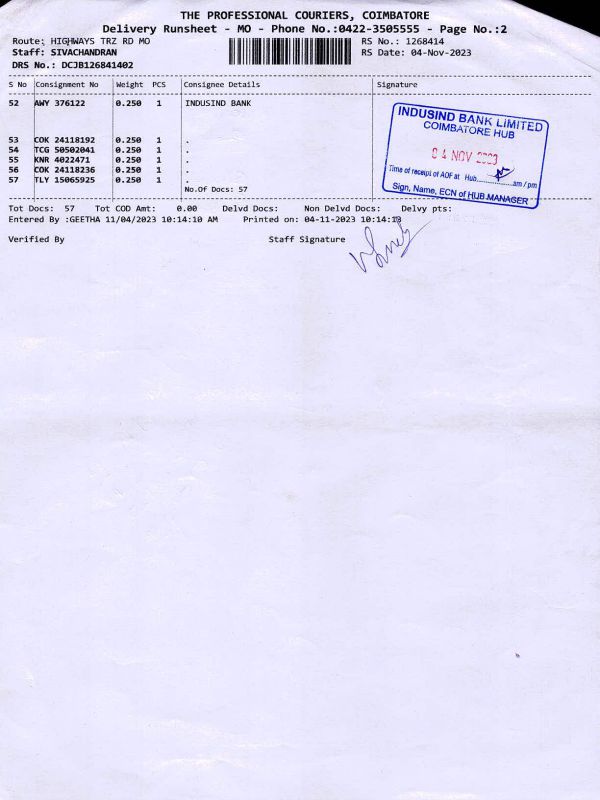 THE PROFESSIONAL COURIERS, COIMBATORE
Delivery Runsheet - MO - Phone No.:0422-3505555 - Page No.:2
Route: HIGHWAYS TRZ RD MO RS No.: 1268414
Staff: SIVACHANDRAN RS Date: 04-Nov-2023
DRS No.: DCJB126841402
S No Consignment No Weight PCS Consignee Details Signature
52 AWY 376122 0.250 1 INDUSIND BANK
INDUSIND BANK LIMITED
COIMBATORE HUB
04 NOV 2023
Time of receipt of AOF at Hub..............am / pm
Sign, Name, ECN of HUB MANAGER
53 COK 24118192 0.250 1 .
54 TCG 50502041 0.250 1 .
55 KNR 4022471 0.250 1 .
56 COK 24118236 0.250 1 .
57 TLY 15065925 0.250 1 .
No.Of Docs: 57
Tot Docs: 57 Tot COD Amt: 0.00 Delvd Docs: Non Delvd Docs: Delvy pts:
Entered By :GEETHA 11/04/2023 10:14:10 AM Printed on: 04-11-2023 10:14:13
Verified By Staff Signature